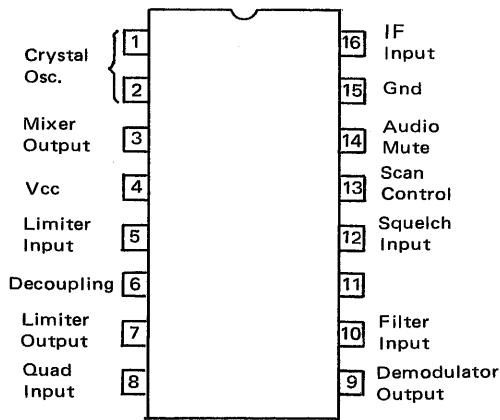 Crystal
Osc.
1
2
Mixer
Output
3
Vcc
4
Limiter
Input
5
Decoupling
6
Limiter
Output
7
Quad
Input
8
16
IF
Input
15
Gnd
14
Audio
Mute
13
Scan
Control
12
Squelch
Input
11
10
Filter
Input
9
Demodulator
Output